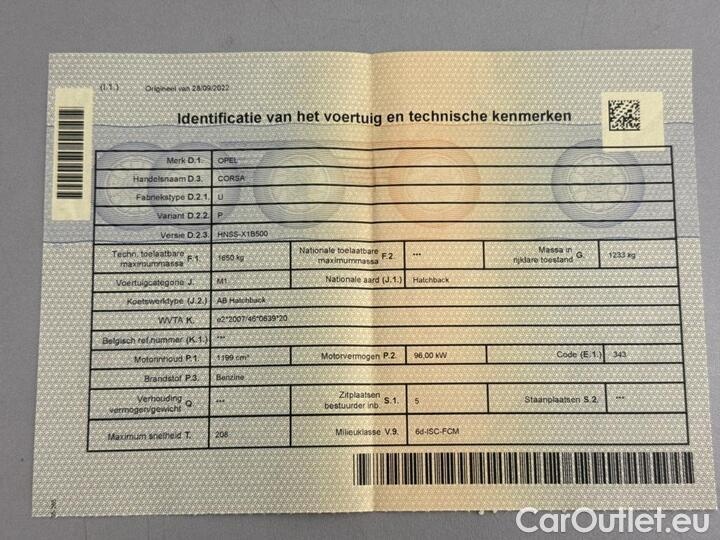 (I.1.) Origineel van 28/09/2022
Identificatie van het voertuig en technische kenmerken
Merk D.1. OPEL
Handelsnaam D.3. CORSA
Fabriekstype D.2.1. U
Variant D.2.2. P
Versie D.2.3. HNSS-X1B500
Techn. toelaatbare maximummassa F.1. 1650 kg Nationale toelaatbare maximummassa F.2. *** Massa in rijklare toestand G. 1233 kg
Voertuigcategorie J. M1 Nationale aard (J.1.) Hatchback
Koetswerktype (J.2.) AB Hatchback
WVTA K. e2*2007/46*0639*20
Belgisch ref.nummer (K.1.) ***
Motorinhoud P.1. 1199 cm³ Motorvermogen P.2. 96,00 kW Code (E.1.) 343
Brandstof P.3. Benzine
Verhouding vermogen/gewicht Q. *** Zitplaatsen bestuurder inb. S.1. 5 Staanplaatsen S.2. ***
Maximum snelheid T. 208 Milieuklasse V.9. 6d-ISC-FCM
CarOutlet.eu